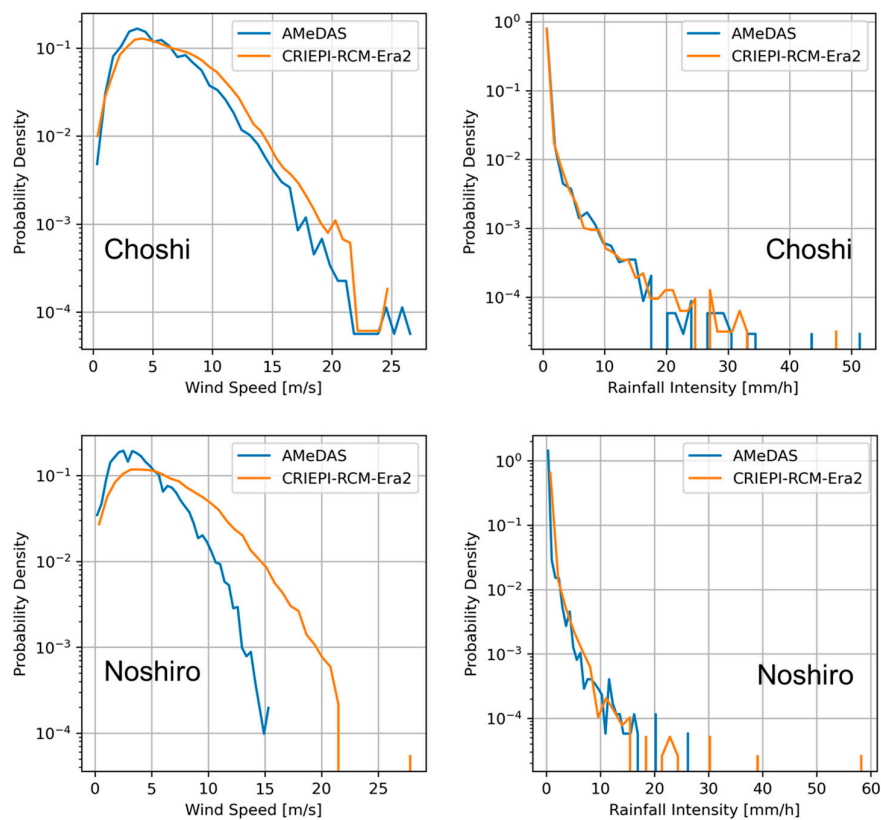 AMeDAS
CRIEPI-RCM-Era2
Probability Density
10⁻¹
10⁻²
10⁻³
10⁻⁴
Choshi
0 5 10 15 20 25
Wind Speed [m/s]
AMeDAS
CRIEPI-RCM-Era2
Probability Density
10⁰
10⁻¹
10⁻²
10⁻³
10⁻⁴
Choshi
0 10 20 30 40 50
Rainfall Intensity [mm/h]
AMeDAS
CRIEPI-RCM-Era2
Probability Density
10⁻¹
10⁻²
10⁻³
10⁻⁴
Noshiro
0 5 10 15 20 25
Wind Speed [m/s]
AMeDAS
CRIEPI-RCM-Era2
Probability Density
10⁰
10⁻¹
10⁻²
10⁻³
10⁻⁴
Noshiro
0 10 20 30 40 50 60
Rainfall Intensity [mm/h]